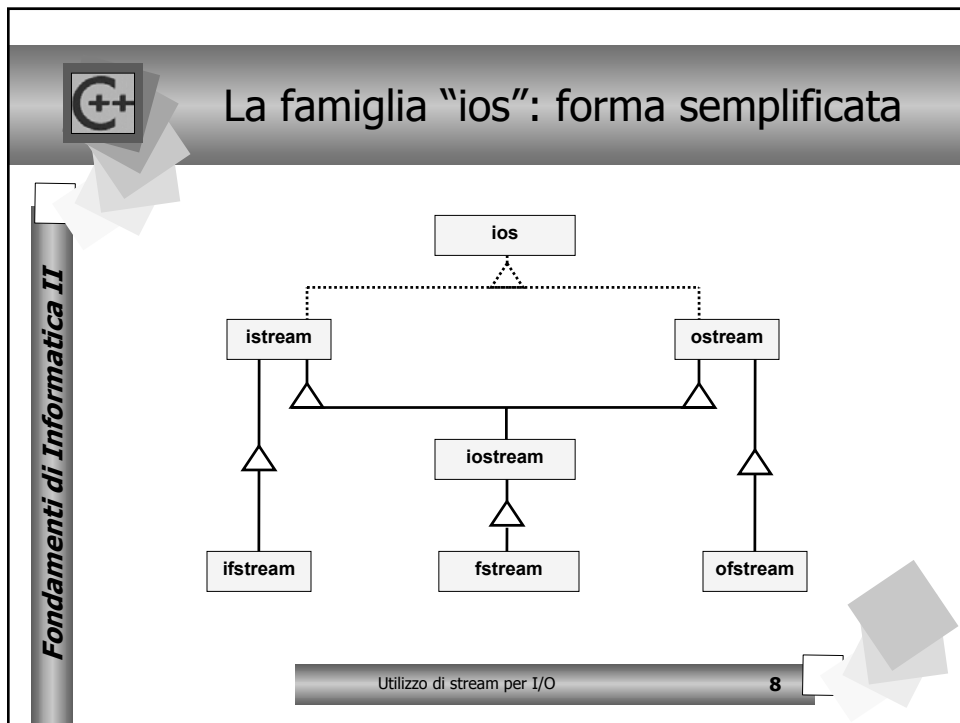 C++
La famiglia “ios”: forma semplificata
Fondamenti di Informatica II
ios
istream
ostream
iostream
ifstream
fstream
ofstream
Utilizzo di stream per I/O
8